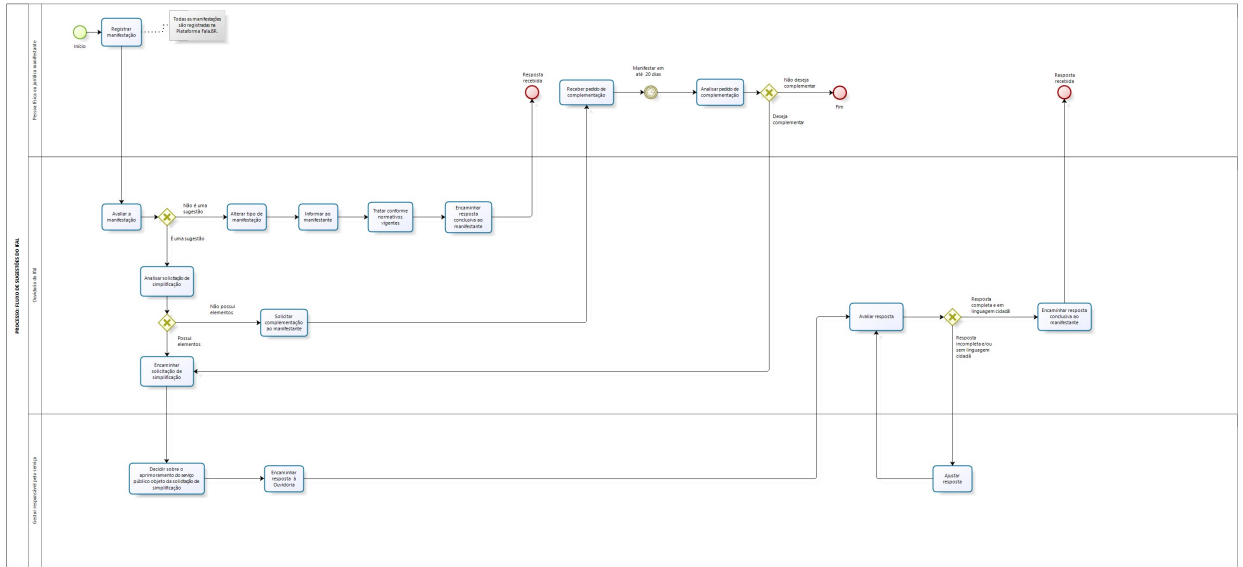 PROCESSO: FLUXO DE SUGESTÕES DO IFAL
Pessoa física ou jurídica manifestante
Início
Registrar
manifestação
Todas as manifestações
são registradas na
Plataforma Fala.BR.
Resposta
recebida
Receber pedido de
complementação
Manifestar em
até 20 dias
Analisar pedido de
complementação
Não deseja
complementar
Fim
Deseja
complementar
Resposta
recebida
Ouvidoria do Ifal
Avaliar a
manifestação
Não é uma
sugestão
Alterar tipo de
manifestação
Informar ao
manifestante
Tratar conforme
normativos
vigentes
Encaminhar
resposta
conclusiva ao
manifestante
É uma sugestão
Analisar solicitação de
simplificação
Não possui
elementos
Solicitar
complementação
ao manifestante
Possui
elementos
Encaminhar
solicitação de
simplificação
Avaliar resposta
Resposta
completa e em
linguagem cidadã
Encaminhar resposta
conclusiva ao
manifestante
Resposta
incompleta e/ou
sem linguagem
cidadã
Gestor responsável pelo serviço
Decidir sobre o
aprimoramento do serviço
público objeto da solicitação de
simplificação
Encaminhar
resposta à
Ouvidoria
Ajustar
resposta